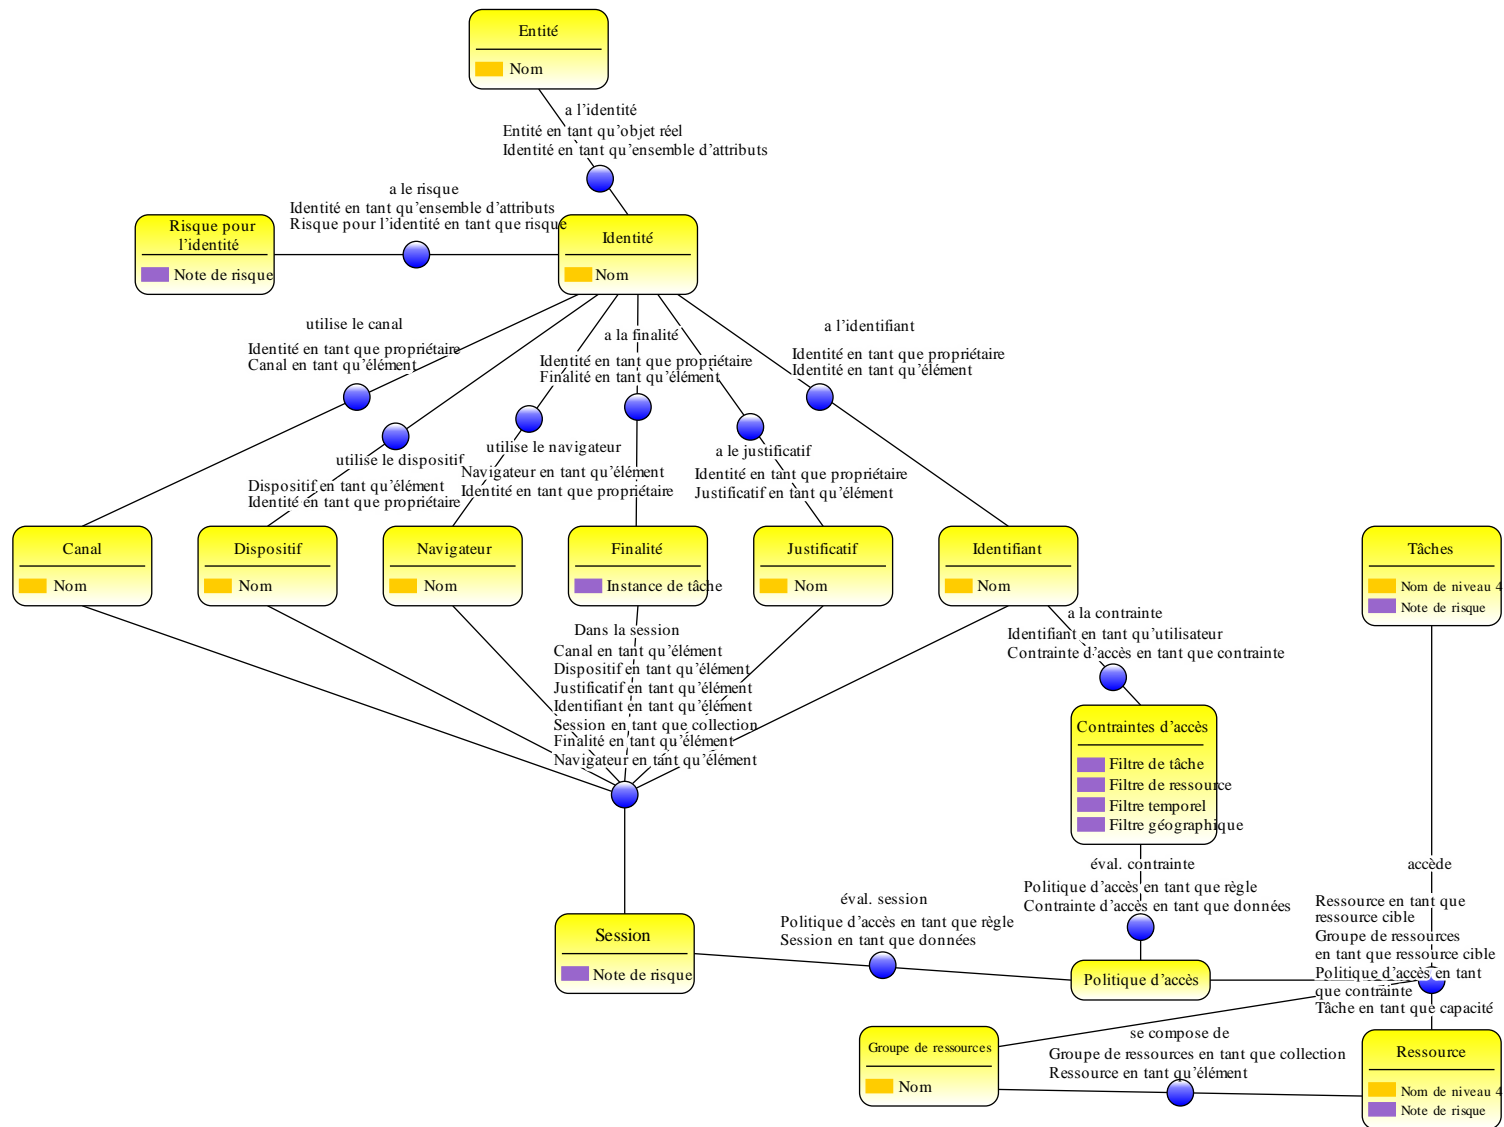 Entité
Nom
a l’identité
Entité en tant qu’objet réel
Identité en tant qu’ensemble d’attributs
a le risque
Identité en tant qu’ensemble d’attributs
Risque pour l’identité en tant que risque
Risque pour
l’identité
Note de risque
Identité
Nom
utilise le canal
Identité en tant que propriétaire
Canal en tant qu’élément
a la finalité
Identité en tant que propriétaire
Finalité en tant qu’élément
a l’identifiant
Identité en tant que propriétaire
Identité en tant qu’élément
utilise le dispositif
Dispositif en tant qu’élément
Identité en tant que propriétaire
utilise le navigateur
Navigateur en tant qu’élément
Identité en tant que propriétaire
a le justificatif
Identité en tant que propriétaire
Justificatif en tant qu’élément
Canal
Nom
Dispositif
Nom
Navigateur
Nom
Finalité
Instance de tâche
Justificatif
Nom
Identifiant
Nom
Tâches
Nom de niveau 4
Note de risque
Dans la session
Canal en tant qu’élément
Dispositif en tant qu’élément
Justificatif en tant qu’élément
Identifiant en tant qu’élément
Session en tant que collection
Finalité en tant qu’élément
Navigateur en tant qu’élément
a la contrainte
Identifiant en tant qu’utilisateur
Contrainte d’accès en tant que contrainte
Contraintes d’accès
Filtre de tâche
Filtre de ressource
Filtre temporel
Filtre géographique
éval. contrainte
Politique d’accès en tant que règle
Contrainte d’accès en tant que données
accède
Ressource en tant que
ressource cible
Groupe de ressources
en tant que ressource cible
Politique d’accès en tant
que contrainte
Tâche en tant que capacité
éval. session
Politique d’accès en tant que règle
Session en tant que données
Session
Note de risque
Politique d’accès
Groupe de ressources
Nom
se compose de
Groupe de ressources en tant que collection
Ressource en tant qu’élément
Ressource
Nom de niveau 4
Note de risque